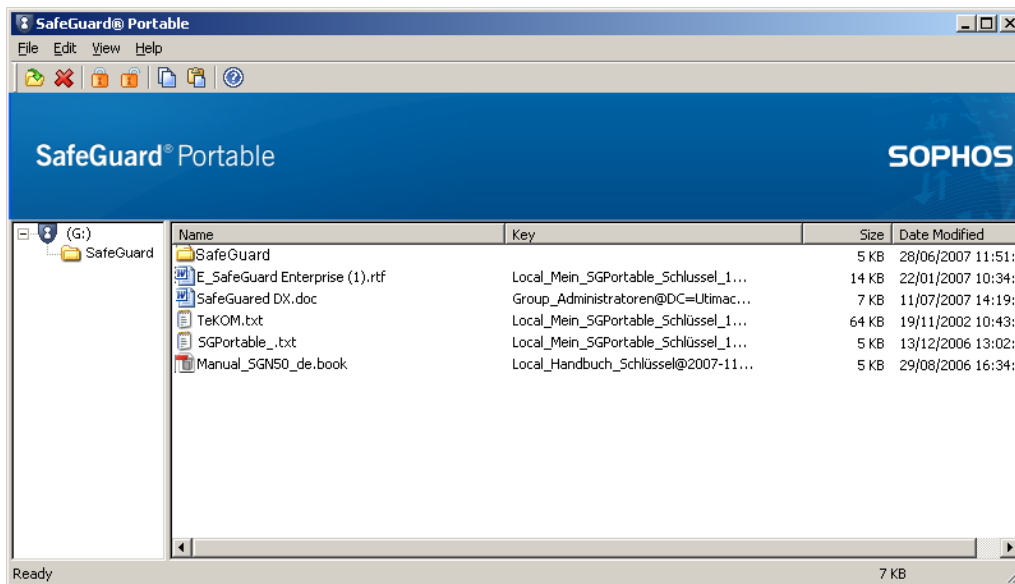 SafeGuard® Portable
File Edit View Help
SafeGuard® Portable
SOPHOS
(G:)
SafeGuard
Name Key Size Date Modified
SafeGuard 5 KB 28/06/2007 11:51:
E_SafeGuard Enterprise (1).rtf Local_Mein_SGPortable_Schlussel_1... 14 KB 22/01/2007 10:34:
SafeGuared DX.doc Group_Administratoren@DC=Utimac... 7 KB 11/07/2007 14:19:
TeKOM.txt Local_Mein_SGPortable_Schlüssel_1... 64 KB 19/11/2002 10:43:
SGPortable_.txt Local_Mein_SGPortable_Schlüssel_1... 5 KB 13/12/2006 13:02:
Manual_SGN50_de.book Local_Handbuch_Schlüssel@2007-11... 5 KB 29/08/2006 16:34:
Ready 7 KB